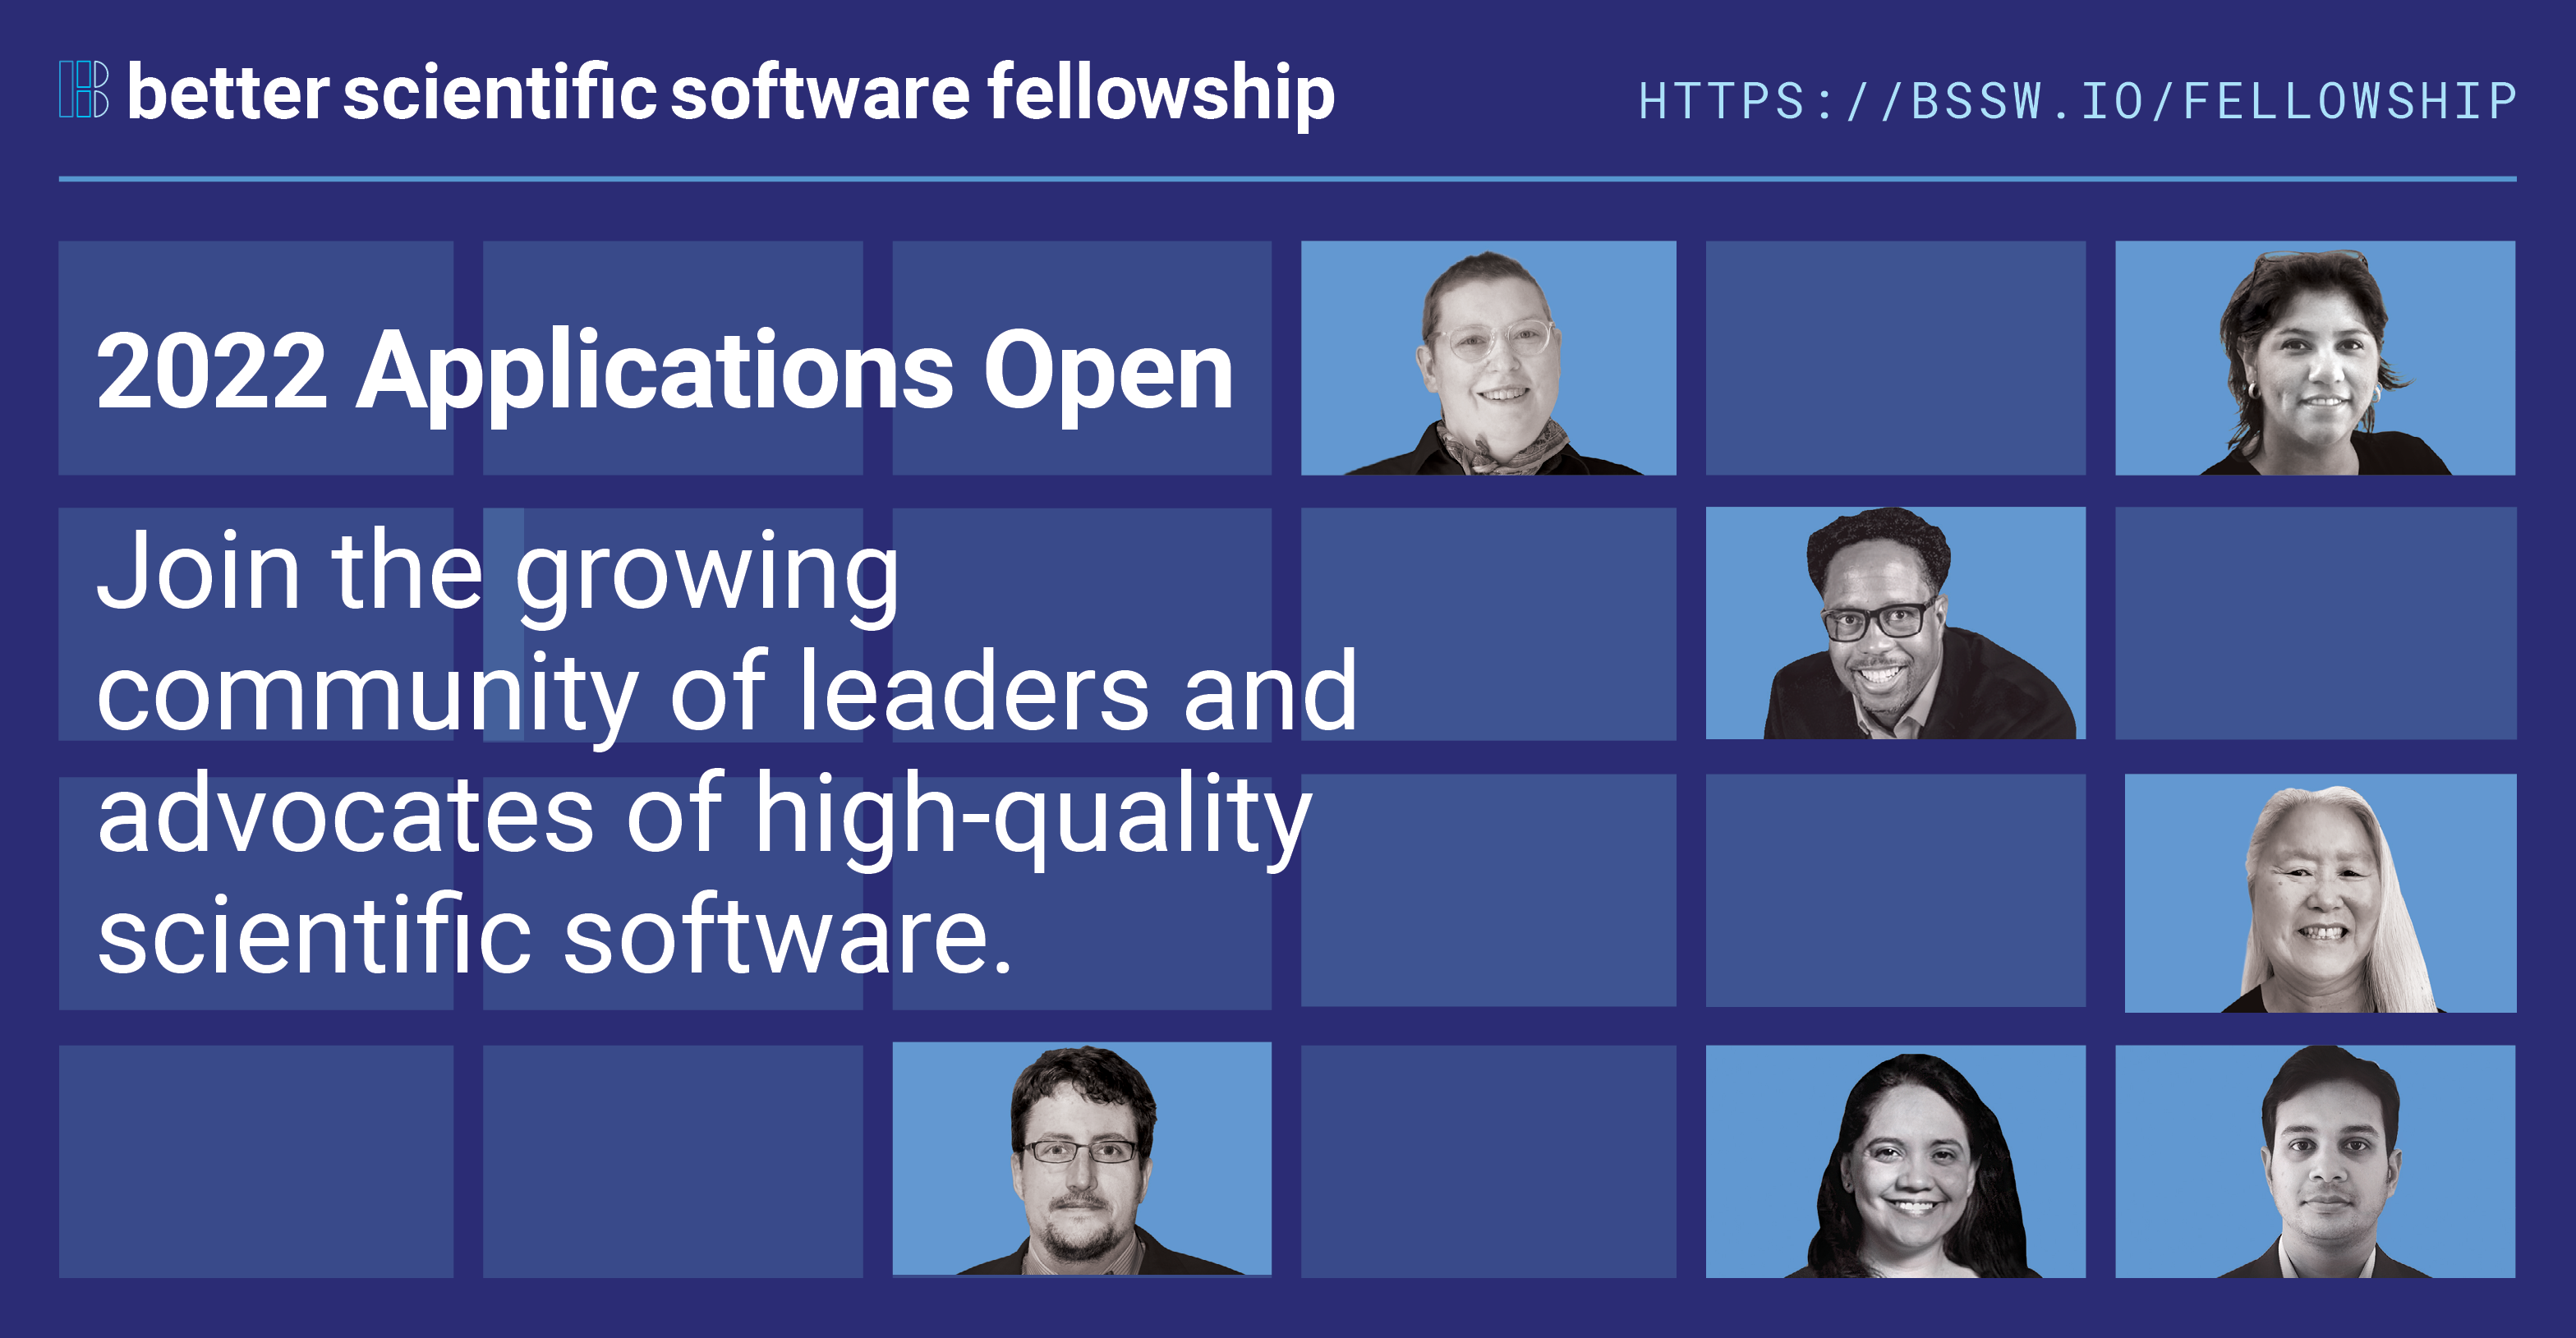 better scientific software fellowship
HTTPS://BSSW.IO/FELLOWSHIP
2022 Applications Open
Join the growing
community of leaders and
advocates of high-quality
scientific software.